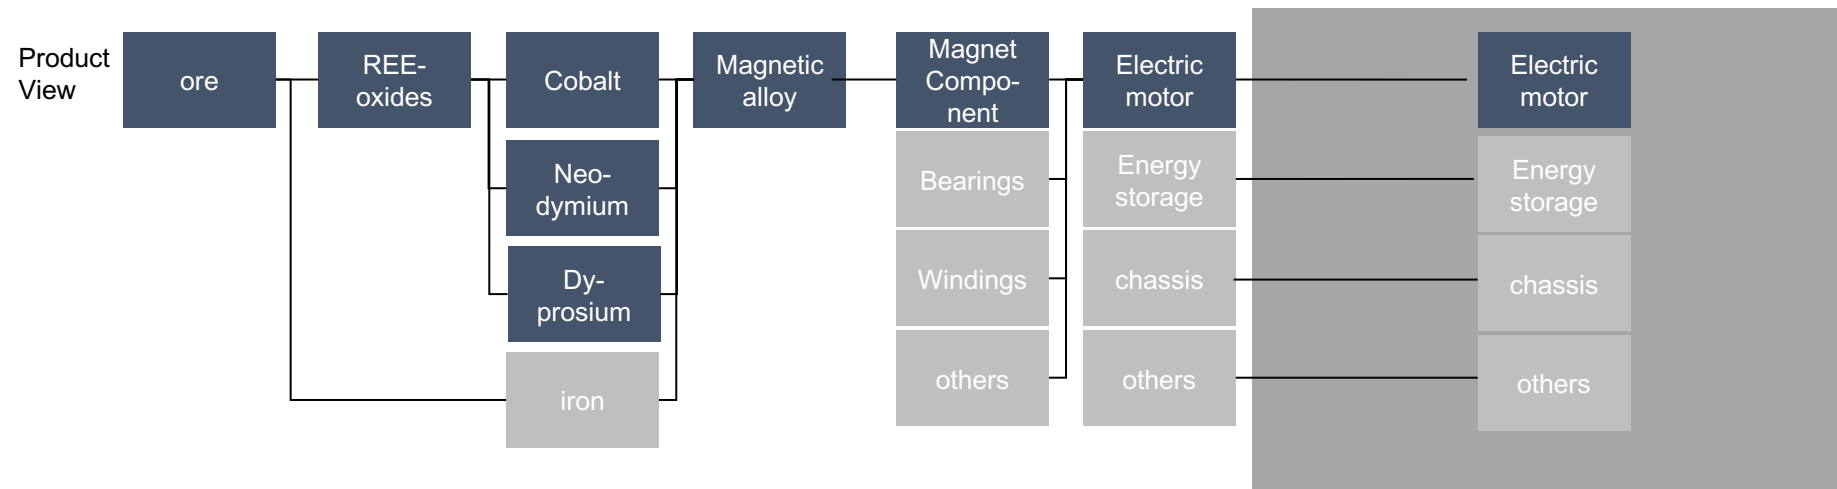 Product
View
ore
REE-
oxides
Cobalt
Neo-
dymium
Dy-
prosium
iron
Magnetic
alloy
Magnet
Compo-
nent
Bearings
Windings
others
Electric
motor
Energy
storage
chassis
others
Electric
motor
Energy
storage
chassis
others